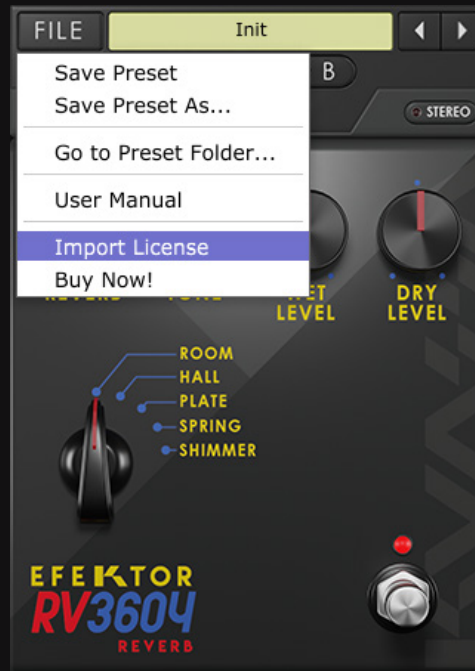 FILE
Init
Save Preset
B
Save Preset As...
STEREO
Go to Preset Folder...
User Manual
Import License
Buy Now!
LEVEL
DRY
LEVEL
ROOM
HALL
PLATE
SPRING
SHIMMER
EFEKTOR
RV3604
REVERB